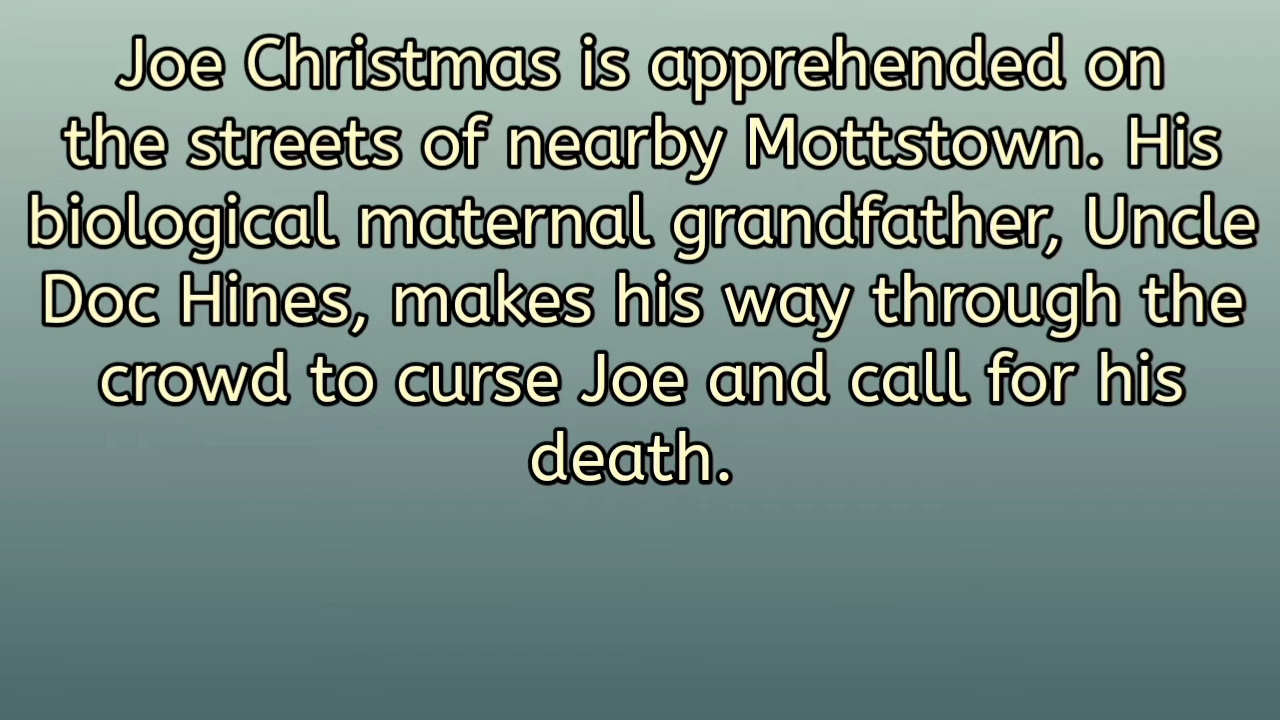 Joe Christmas is apprehended on
the streets of nearby Mottstown. His
biological maternal grandfather, Uncle
Doc Hines, makes his way through the
crowd to curse Joe and call for his
death.